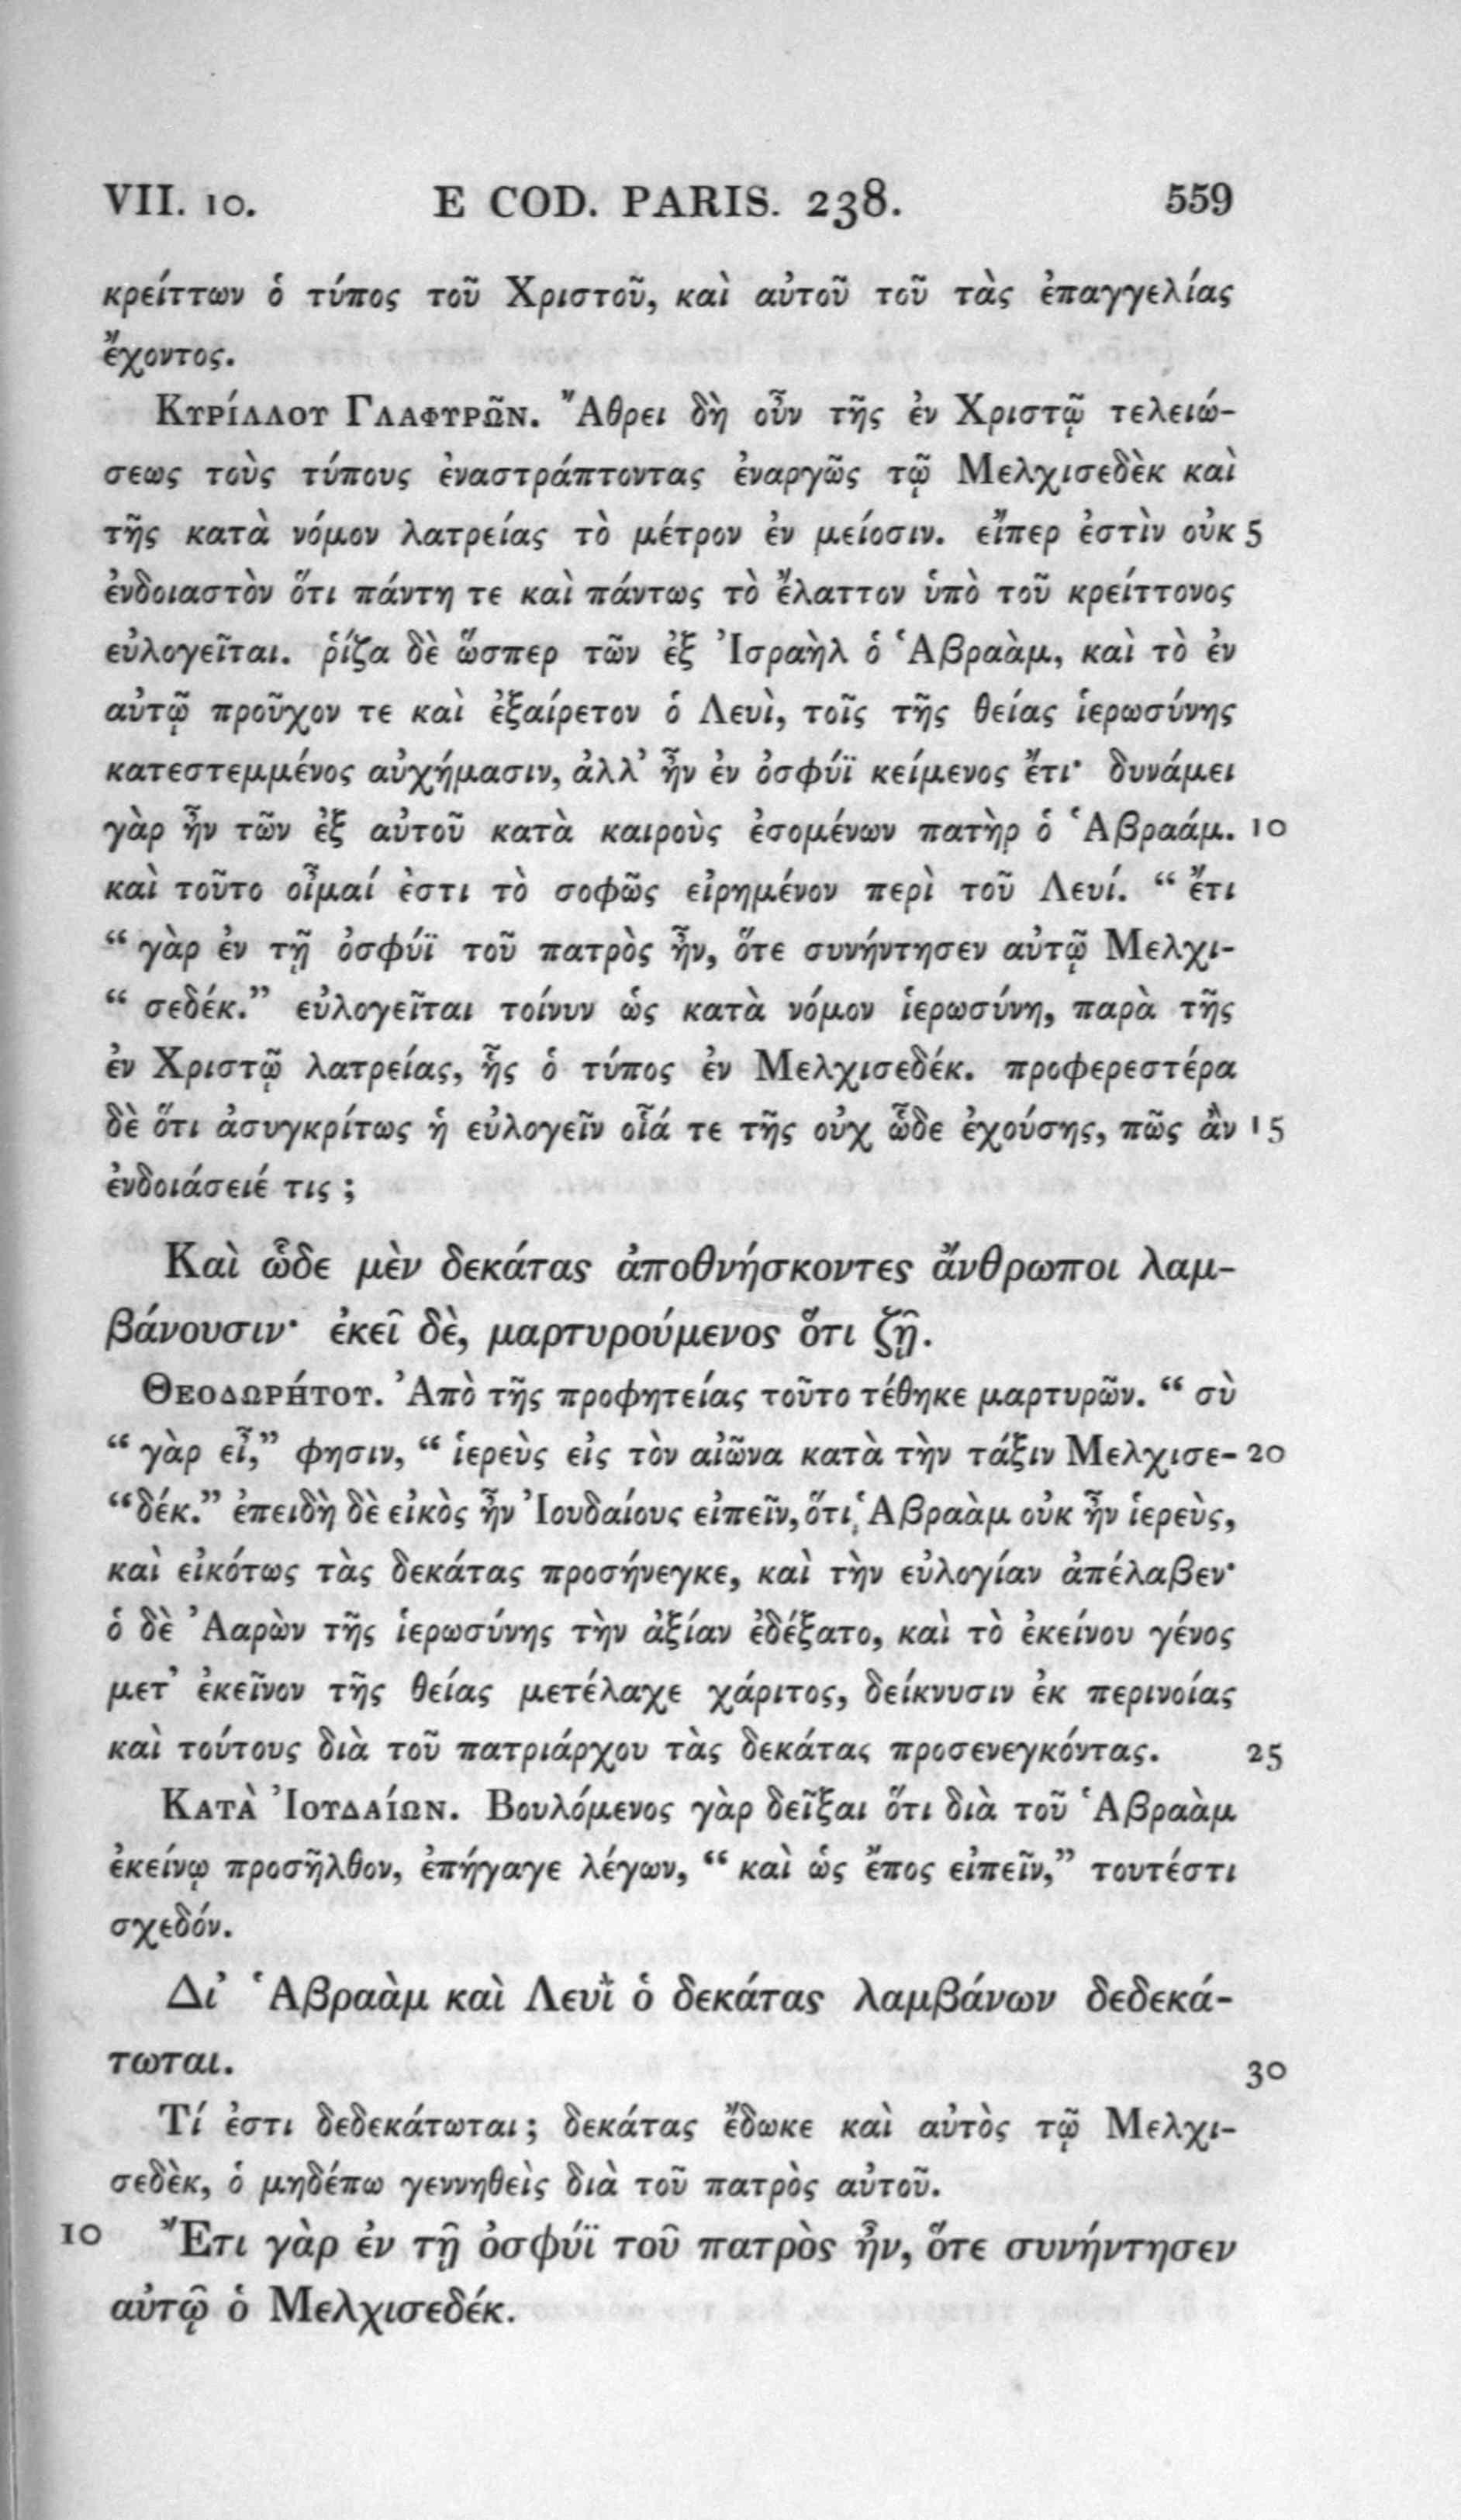 VII. 10. E COD. PARIS. 238. 559
κρείττων ὁ τύπος τοῦ Χριστοῦ, καὶ αὐτοῦ τοῦ τὰς ἐπαγγελίας
ἔχοντος.
Κυρίλλου Γλαφυρῶν. Ἄθρει δὴ οὖν τῆς ἐν Χριστῷ τελειώ-
σεως τοὺς τύπους ἐναστράπτοντας ἐναργῶς τῷ Μελχισεδὲκ καὶ
τῆς κατὰ νόμον λατρείας τὸ μέτρον ἐν μείοσιν. εἴπερ ἐστὶν οὐκ 5
ἐνδοιαστὸν ὅτι πάντη τε καὶ πάντως τὸ ἔλαττον ὑπὸ τοῦ κρείττονος
εὐλογεῖται. ῥίζα δὲ ὥσπερ τῶν ἐξ Ἰσραὴλ ὁ Ἁβραὰμ, καὶ τὸ ἐν
αὐτῷ προῦχον τε καὶ ἐξαίρετον ὁ Λευὶ, τοῖς τῆς θείας ἱερωσύνης
κατεστεμμένος αὐχήμασιν, ἀλλ’ ἦν ἐν ὀσφύϊ κείμενος ἔτι· δυνάμει
γὰρ ἦν τῶν ἐξ αὐτοῦ κατὰ καιροὺς ἐσομένων πατὴρ ὁ Ἁβραάμ. 10
καὶ τοῦτο οἶμαί ἐστι τὸ σοφῶς εἰρημένον περὶ τοῦ Λευί. “ ἔτι
“ γὰρ ἐν τῇ ὀσφύϊ τοῦ πατρὸς ἦν, ὅτε συνήντησεν αὐτῷ Μελχι-
“ σεδέκ.” εὐλογεῖται τοίνυν ὡς κατὰ νόμον ἱερωσύνη, παρὰ τῆς
ἐν Χριστῷ λατρείας, ἧς ὁ τύπος ἐν Μελχισεδέκ. προφερεστέρα
δὲ ὅτι ἀσυγκρίτως ἡ εὐλογεῖν οἷά τε τῆς οὐχ ὧδε ἐχούσης, πῶς ἂν 15
ἐνδοιάσειέ τις ;
Καὶ ὧδε μὲν δεκάτας ἀποθνήσκοντες ἄνθρωποι λαμ-
βάνουσιν· ἐκεῖ δὲ, μαρτυρούμενος ὅτι ζῇ.
Θεοδωρήτου. Ἀπὸ τῆς προφητείας τοῦτο τέθηκε μαρτυρῶν. “ σὺ
“ γὰρ εἶ,” φησιν, “ ἱερεὺς εἰς τὸν αἰῶνα κατὰ τὴν τάξιν Μελχισε- 20
“δέκ.” ἐπειδὴ δὲ εἰκὸς ἦν Ἰουδαίους εἰπεῖν, ὅτι Ἁβραὰμ οὐκ ἦν ἱερεὺς,
καὶ εἰκότως τὰς δεκάτας προσήνεγκε, καὶ τὴν εὐλογίαν ἀπέλαβεν·
ὁ δὲ Ἀαρὼν τῆς ἱερωσύνης τὴν ἀξίαν ἐδέξατο, καὶ τὸ ἐκείνου γένος
μετ’ ἐκεῖνον τῆς θείας μετέλαχε χάριτος, δείκνυσιν ἐκ περινοίας
καὶ τούτους διὰ τοῦ πατριάρχου τὰς δεκάτας προσενεγκόντας. 25
Κατὰ Ἰουδαίων. Βουλόμενος γὰρ δεῖξαι ὅτι διὰ τοῦ Ἁβραὰμ
ἐκείνῳ προσῆλθον, ἐπήγαγε λέγων, “ καὶ ὡς ἔπος εἰπεῖν,” τουτέστι
σχεδόν.
Δι’ Ἁβραὰμ καὶ Λευῒ ὁ δεκάτας λαμβάνων δεδεκά-
τωται. 30
Τί ἐστι δεδεκάτωται ; δεκάτας ἔδωκε καὶ αὐτὸς τῷ Μελχι-
σεδὲκ, ὁ μηδέπω γεννηθεὶς διὰ τοῦ πατρὸς αὐτοῦ.
10 Ἔτι γὰρ ἐν τῇ ὀσφύϊ τοῦ πατρὸς ἦν, ὅτε συνήντησεν
αὐτῷ ὁ Μελχισεδέκ.